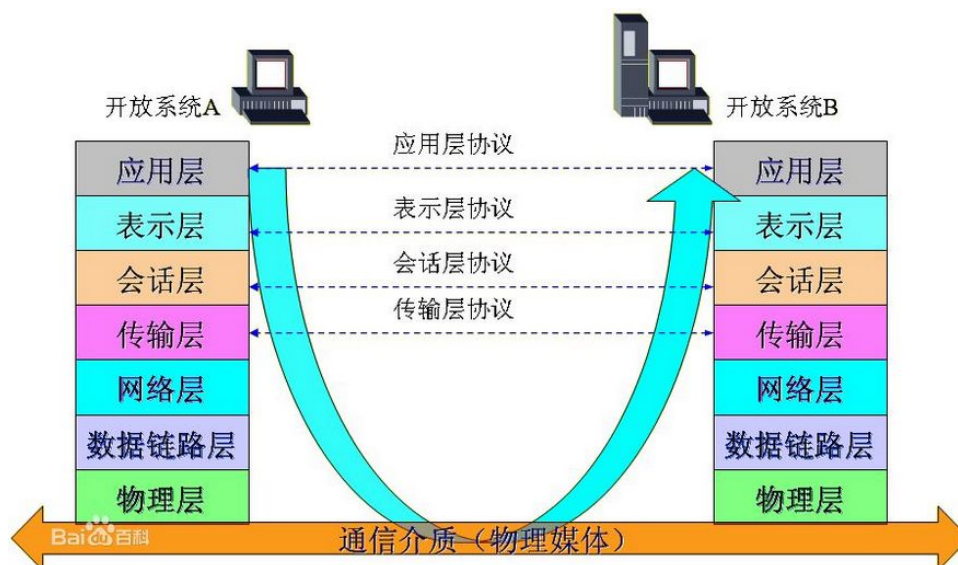 开放系统A
开放系统B
应用层协议
应用层
应用层
表示层协议
表示层
表示层
会话层协议
会话层
会话层
传输层协议
传输层
传输层
网络层
网络层
数据链路层
数据链路层
物理层
物理层
Bai百科
通信介质（物理媒体）